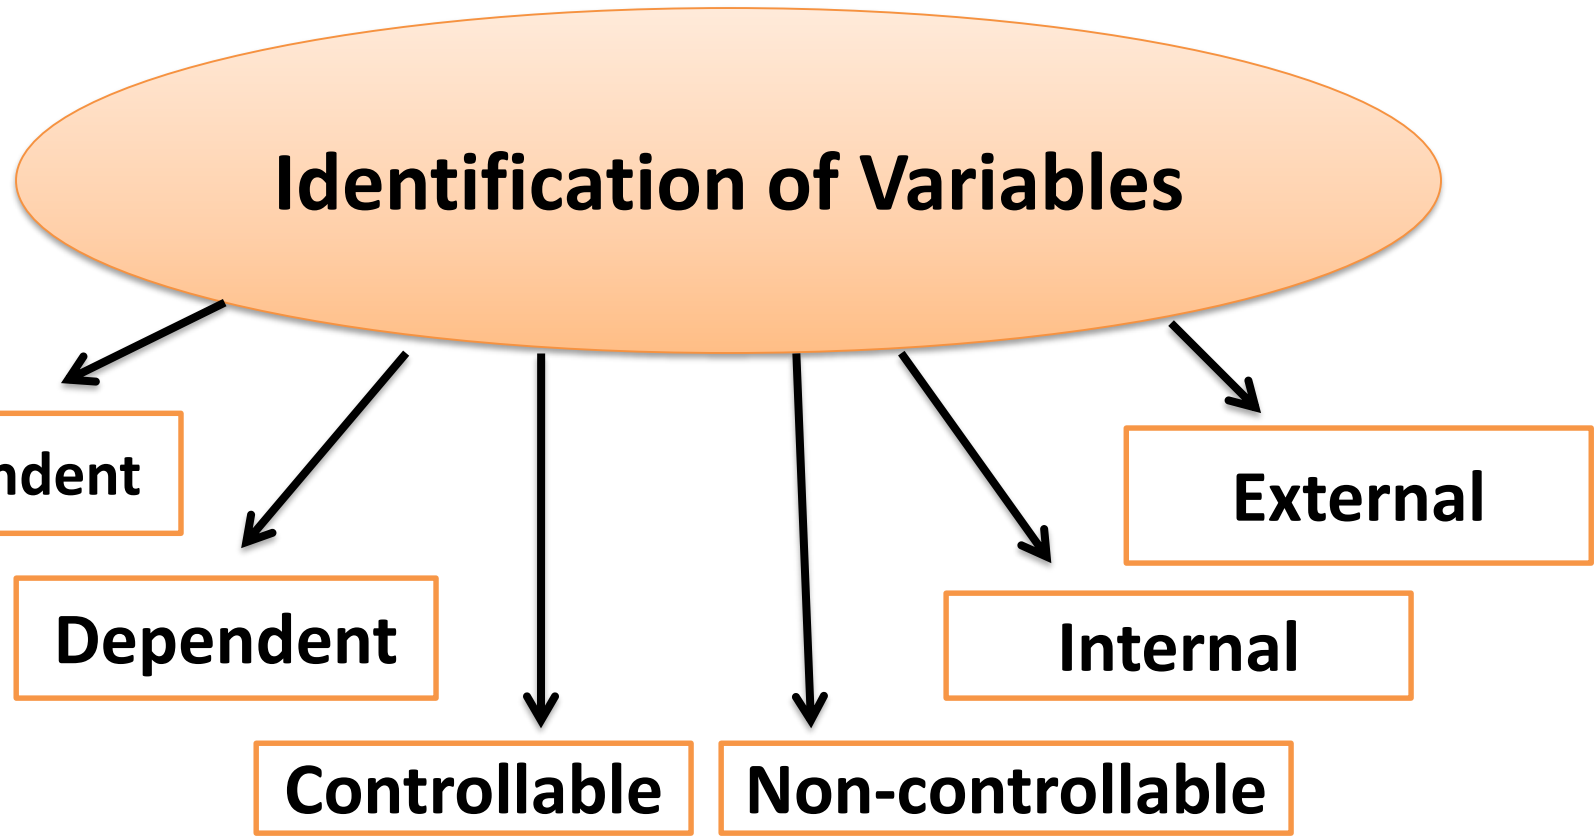 Identification of Variables
ndent
External
Dependent
Internal
Controllable
Non-controllable